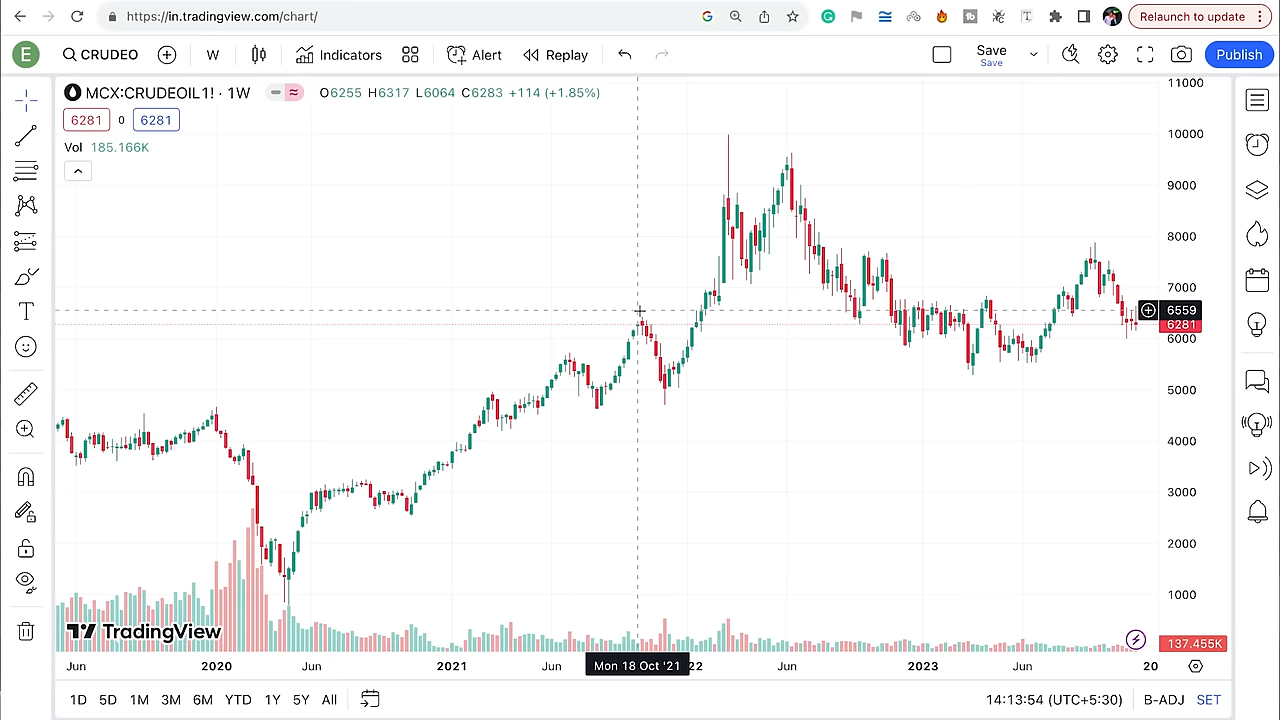 https://in.tradingview.com/chart/
Relaunch to update
E
CRUDEO
W
Indicators
Alert
Replay
Save
Save
Publish
MCX:CRUDEOIL1! · 1W
O6255 H6317 L6064 C6283 +114 (+1.85%)
6281 0 6281
Vol 185.166K
11000
10000
9000
8000
7000
6559
6281
6000
5000
4000
3000
2000
1000
137.455K
TradingView
Jun 2020 Jun 2021 Jun Mon 18 Oct '21 22 Jun 2023 Jun 20
1D 5D 1M 3M 6M YTD 1Y 5Y All
14:13:54 (UTC+5:30) B-ADJ SET